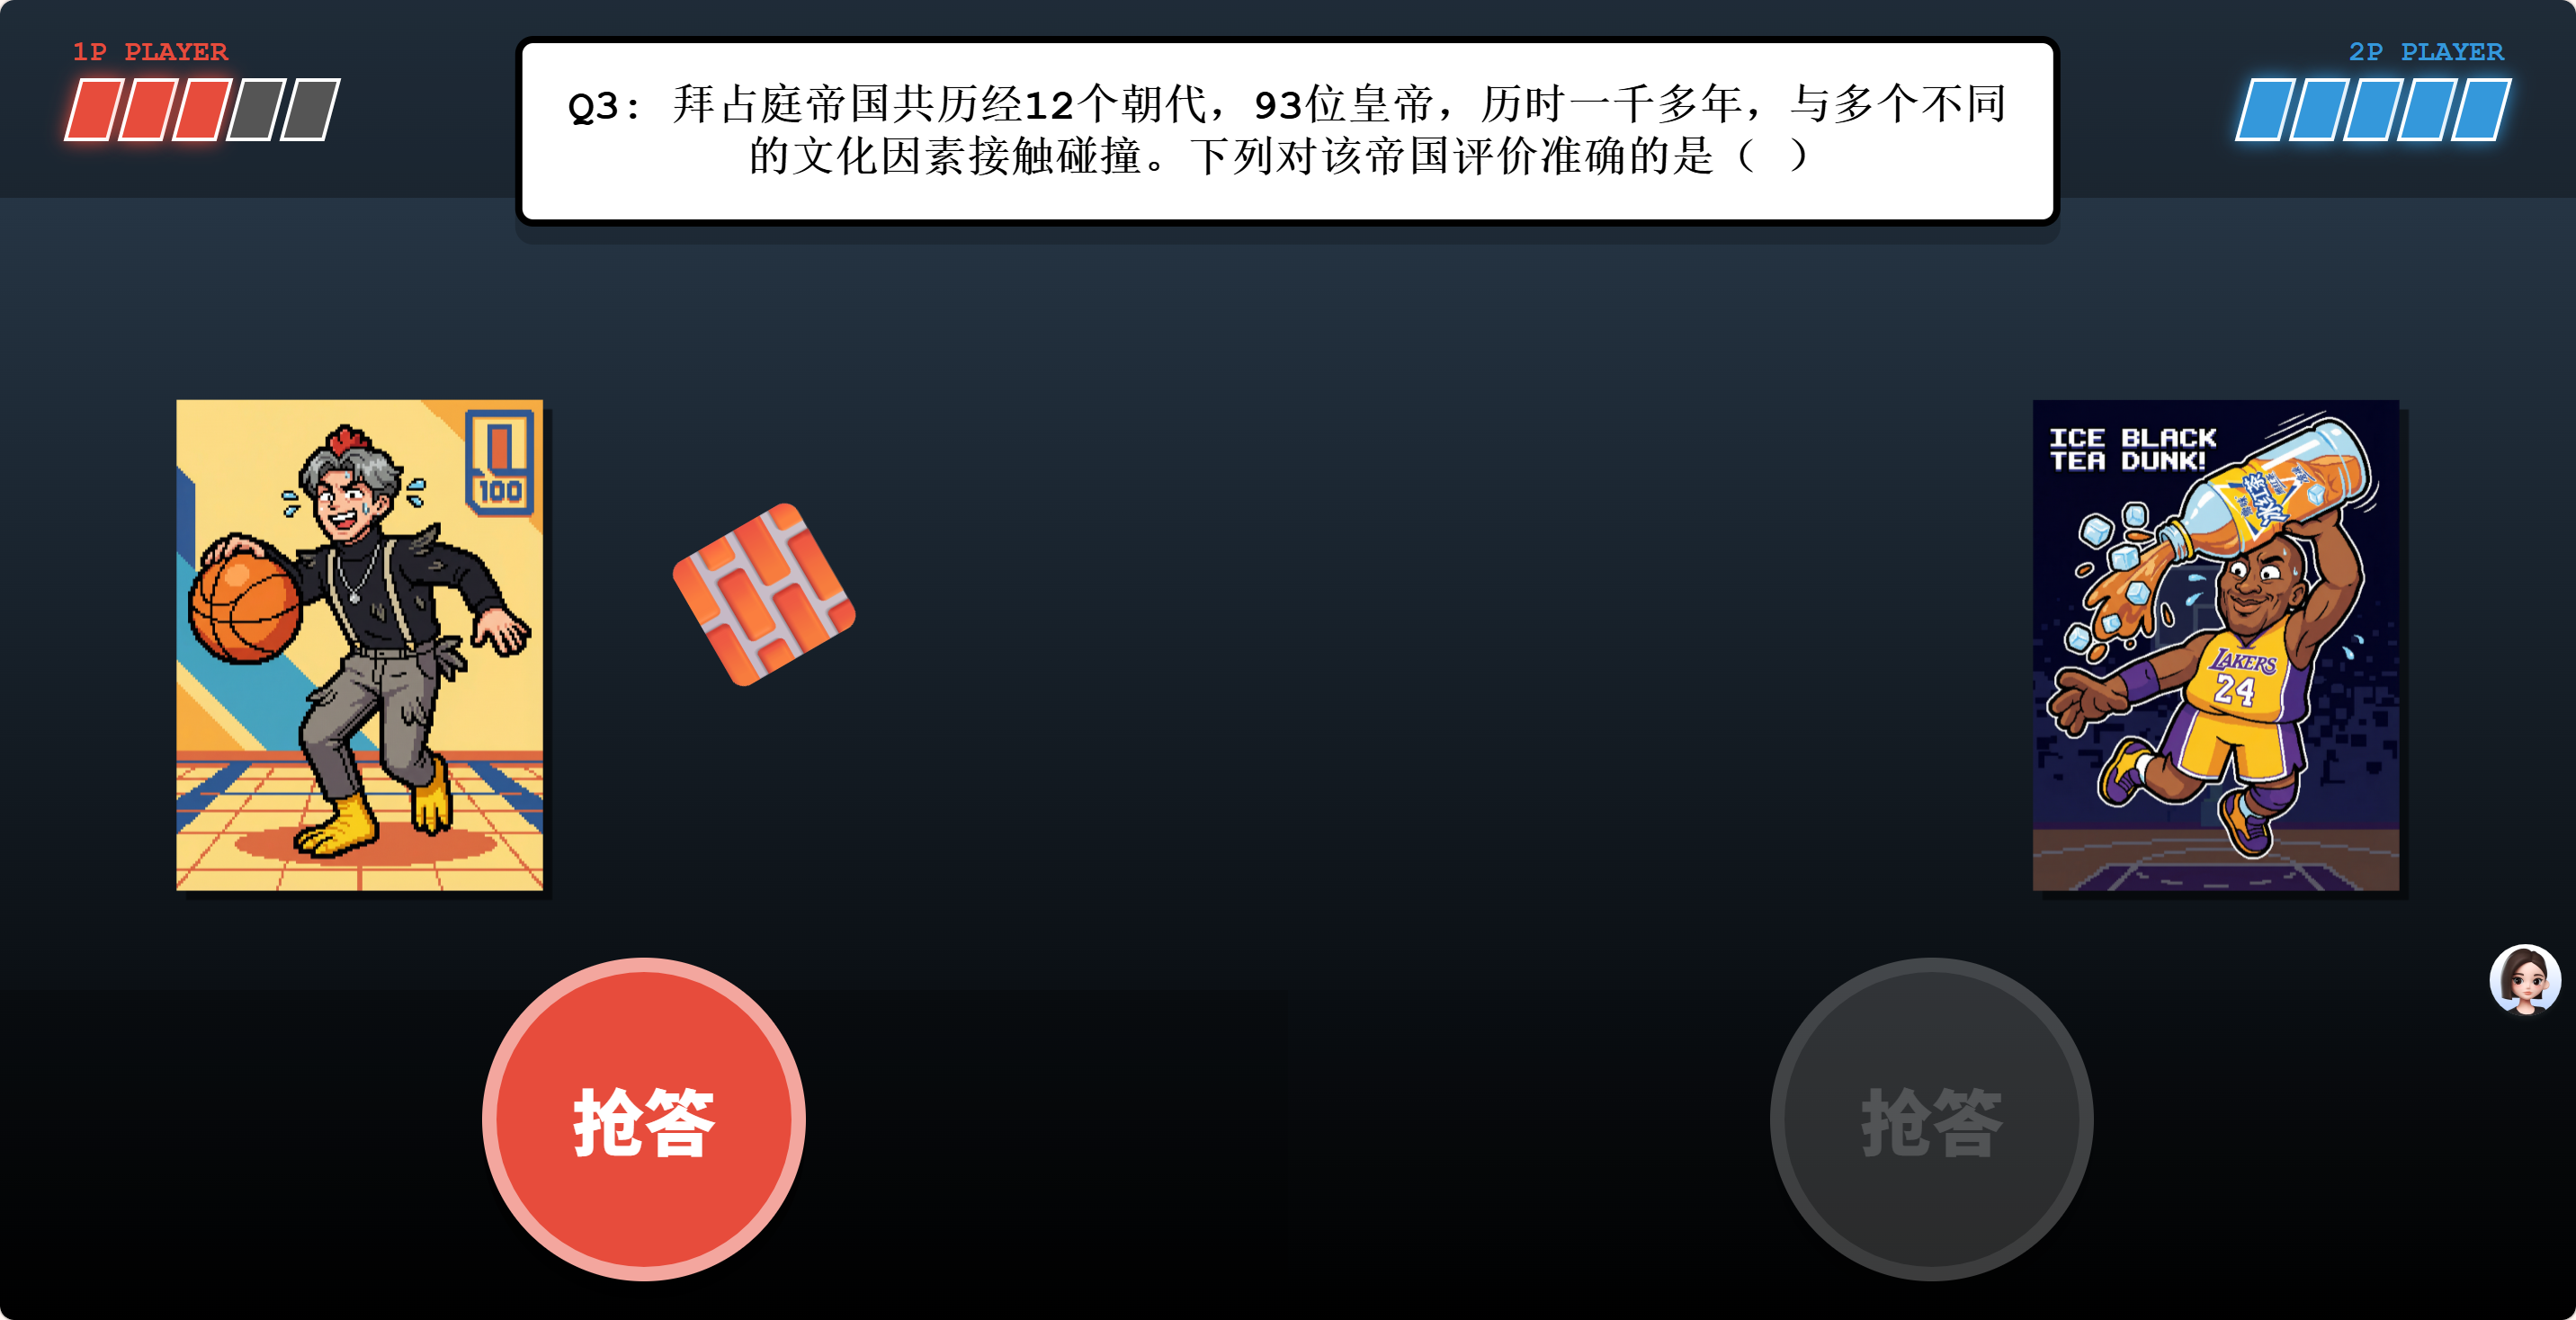 1P PLAYER
2P PLAYER
Q3: 拜占庭帝国共历经12个朝代，93位皇帝，历时一千多年，与多个不同
的文化因素接触碰撞。下列对该帝国评价准确的是（ ）
100
ICE BLACK
TEA DUNK!
冰红茶
LAKERS
24
抢答
抢答